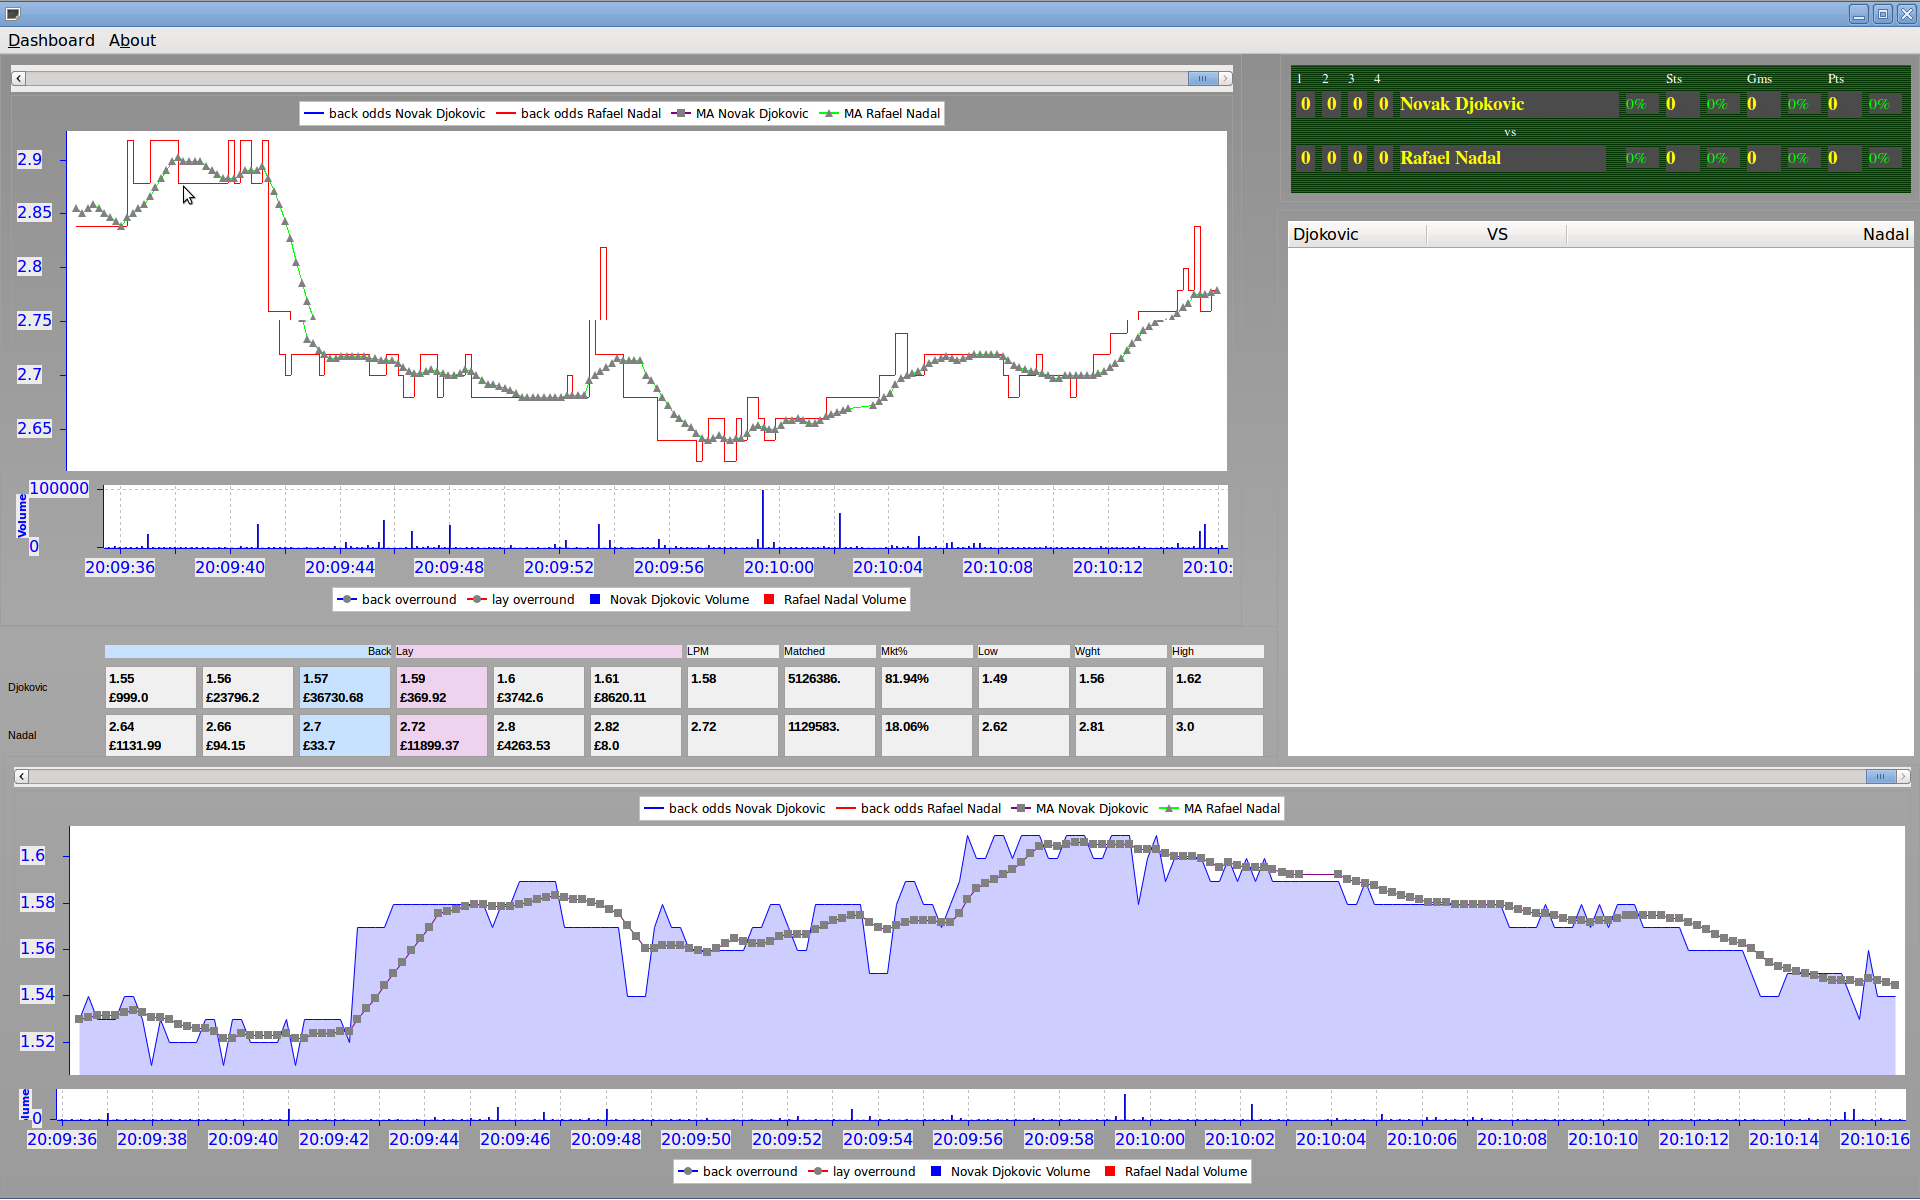 Dashboard About
back odds Novak Djokovic back odds Rafael Nadal MA Novak Djokovic MA Rafael Nadal
2.9
2.85
2.8
2.75
2.7
2.65
Volume
100000
0
20:09:36 20:09:40 20:09:44 20:09:48 20:09:52 20:09:56 20:10:00 20:10:04 20:10:08 20:10:12 20:10:
back overround lay overround Novak Djokovic Volume Rafael Nadal Volume
1 2 3 4 Sts Gms Pts
0 0 0 0 Novak Djokovic 0% 0 0% 0 0% 0 0%
vs
0 0 0 0 Rafael Nadal 0% 0 0% 0 0% 0 0%
Djokovic VS Nadal
Back Lay LPM Matched Mkt% Low Wght High
Djokovic
1.55 1.56 1.57 1.59 1.6 1.61 1.58 5126386. 81.94% 1.49 1.56 1.62
£999.0 £23796.2 £36730.68 £369.92 £3742.6 £8620.11
Nadal
2.64 2.66 2.7 2.72 2.8 2.82 2.72 1129583. 18.06% 2.62 2.81 3.0
£1131.99 £94.15 £33.7 £11899.37 £4263.53 £8.0
back odds Novak Djokovic back odds Rafael Nadal MA Novak Djokovic MA Rafael Nadal
1.6
1.58
1.56
1.54
1.52
lume
0
20:09:36 20:09:38 20:09:40 20:09:42 20:09:44 20:09:46 20:09:48 20:09:50 20:09:52 20:09:54 20:09:56 20:09:58 20:10:00 20:10:02 20:10:04 20:10:06 20:10:08 20:10:10 20:10:12 20:10:14 20:10:16
back overround lay overround Novak Djokovic Volume Rafael Nadal Volume